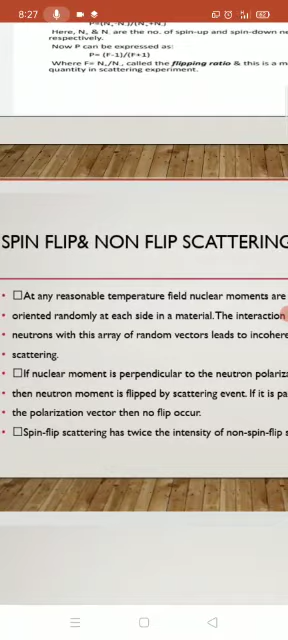 8:27
P=(N₊-N₋)/(N₊+N₋)
Here, N₊ & N₋ are the no. of spin-up and spin-down ne
respectively.
Now P can be expressed as:
P= (F-1)/(F+1)
Where F= N₊/N₋, called the flipping ratio & this is a m
quantity in scattering experiment.
SPIN FLIP& NON FLIP SCATTERING
• □At any reasonable temperature field nuclear moments are
• oriented randomly at each side in a material. The interaction
• neutrons with this array of random vectors leads to incohere
• scattering.
• □If nuclear moment is perpendicular to the neutron polariza
• then neutron moment is flipped by scattering event. If it is pa
• the polarization vector then no flip occur.
• □Spin-flip scattering has twice the intensity of non-spin-flip s